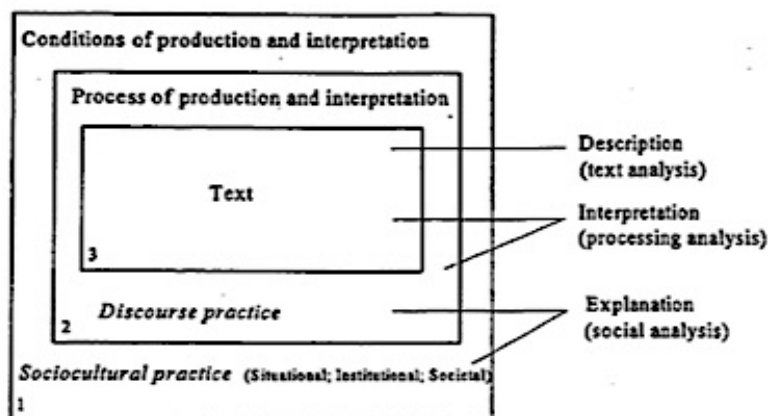 Conditions of production and interpretation
Process of production and interpretation
Text
3
Discourse practice
2
Sociocultural practice (Situational; Institutional; Societal)
1
Description
(text analysis)
Interpretation
(processing analysis)
Explanation
(social analysis)